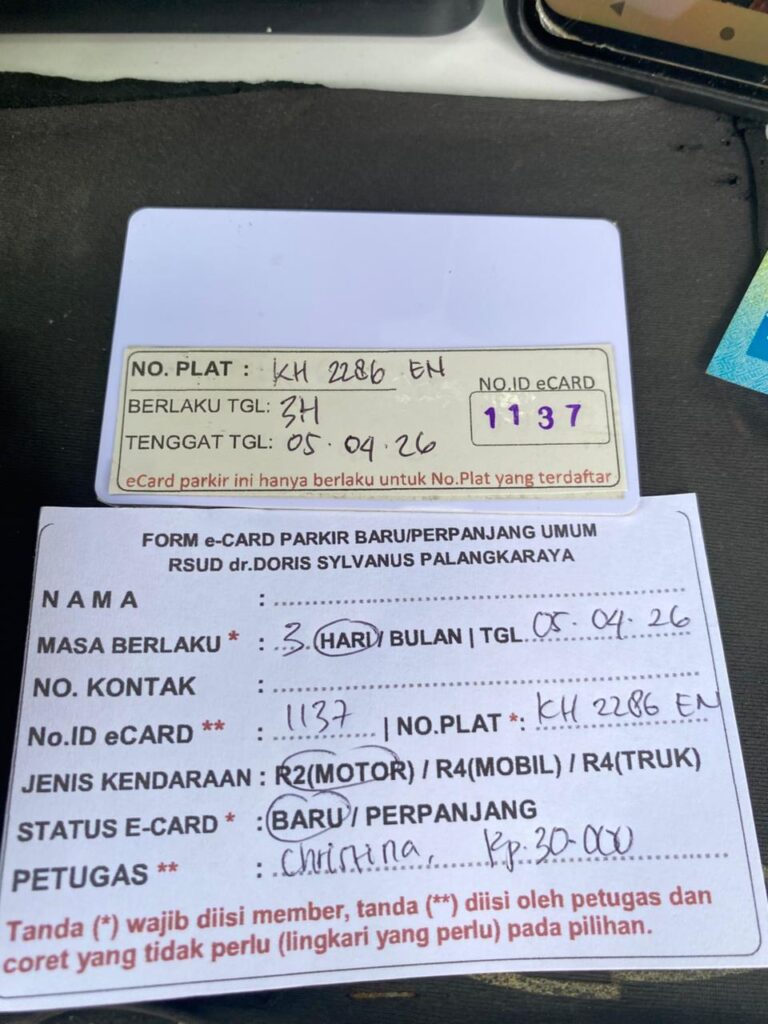 NO. PLAT : KH 2286 EN
NO.ID eCARD
BERLAKU TGL: 3H
1137
TENGGAT TGL: 05.04.26
eCard parkir ini hanya berlaku untuk No.Plat yang terdaftar
FORM e-CARD PARKIR BARU/PERPANJANG UMUM
RSUD dr.DORIS SYLVANUS PALANGKARAYA
N A M A : ....................
MASA BERLAKU * : 3 HARI / BULAN | TGL 05.04.26
NO. KONTAK : ....................
No.ID eCARD ** : 1137 | NO.PLAT *: KH 2286 EN
JENIS KENDARAAN : R2(MOTOR) / R4(MOBIL) / R4(TRUK)
STATUS E-CARD * : BARU / PERPANJANG
PETUGAS ** : Christina, Rp.30.000
Tanda (*) wajib diisi member, tanda (**) diisi oleh petugas dan
coret yang tidak perlu (lingkari yang perlu) pada pilihan.